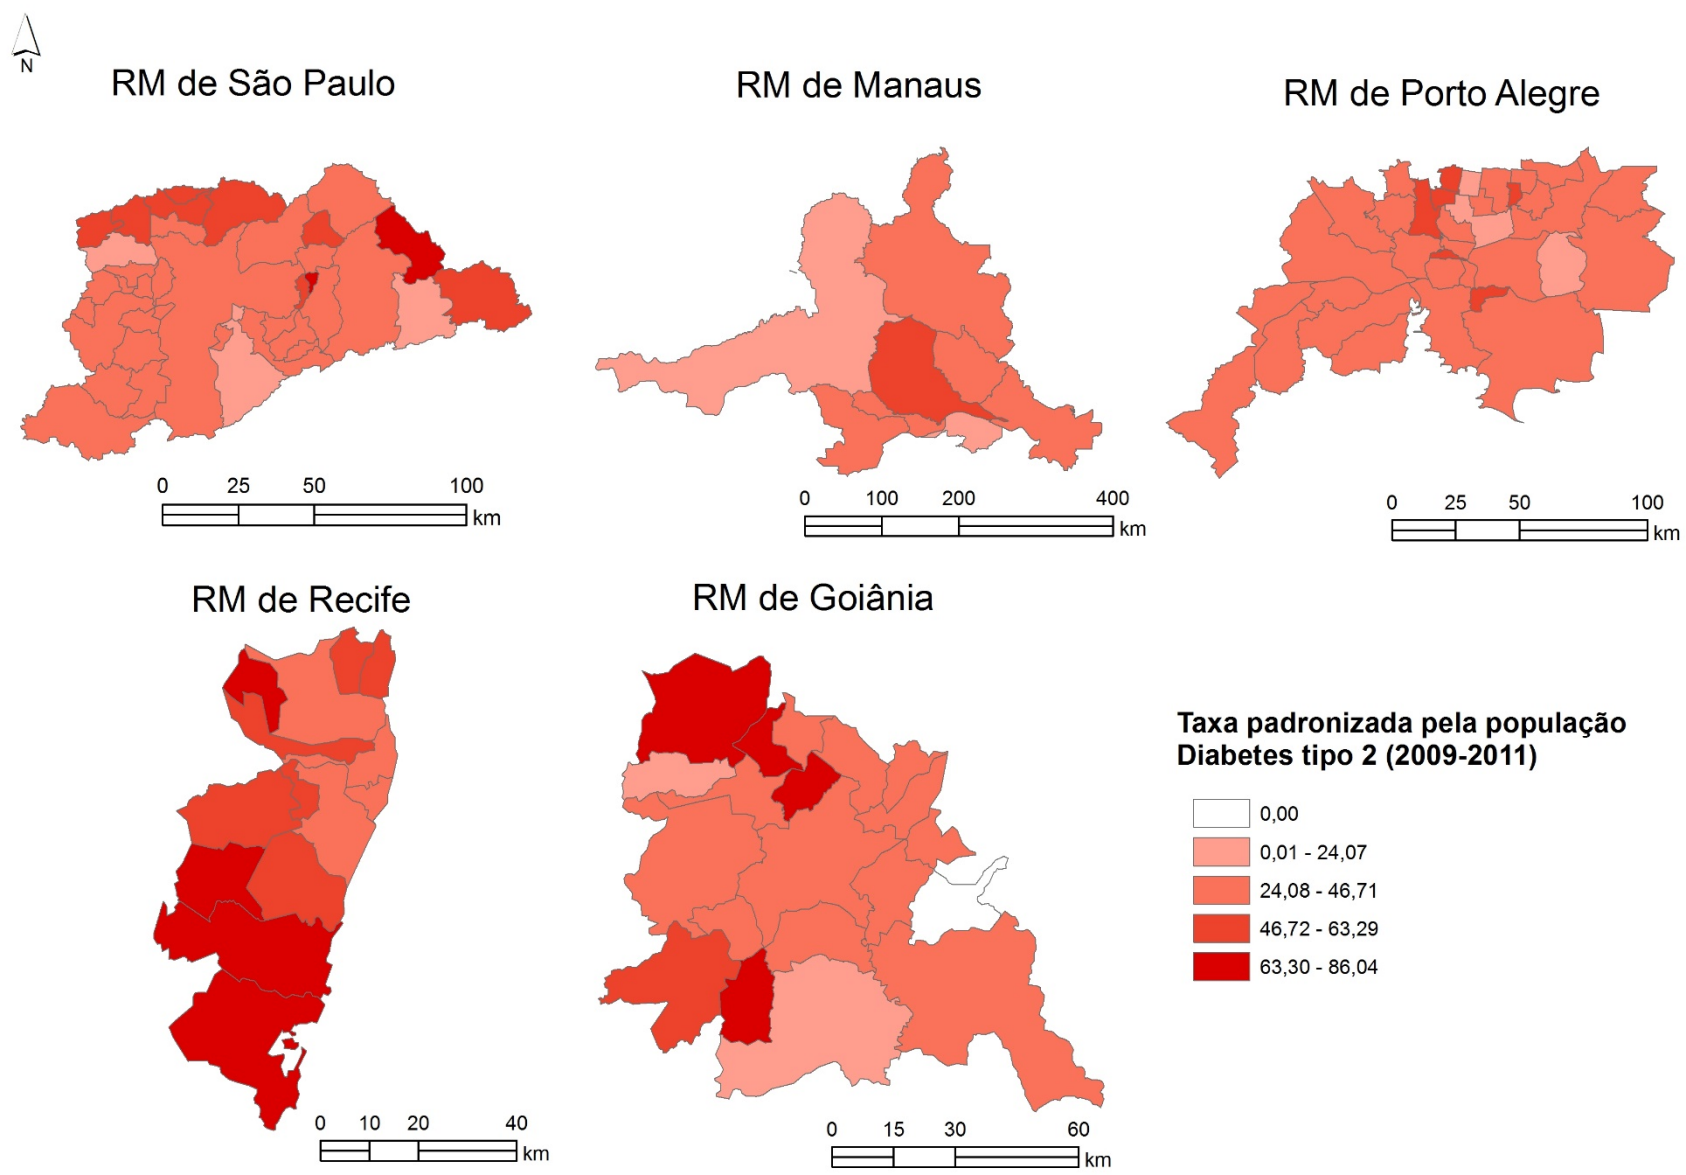 N
RM de São Paulo
RM de Manaus
RM de Porto Alegre
0 25 50 100
km
0 100 200 400
km
0 25 50 100
km
RM de Recife
RM de Goiânia
Taxa padronizada pela população
Diabetes tipo 2 (2009-2011)
0,00
0,01 - 24,07
24,08 - 46,71
46,72 - 63,29
63,30 - 86,04
0 10 20 40
km
0 15 30 60
km